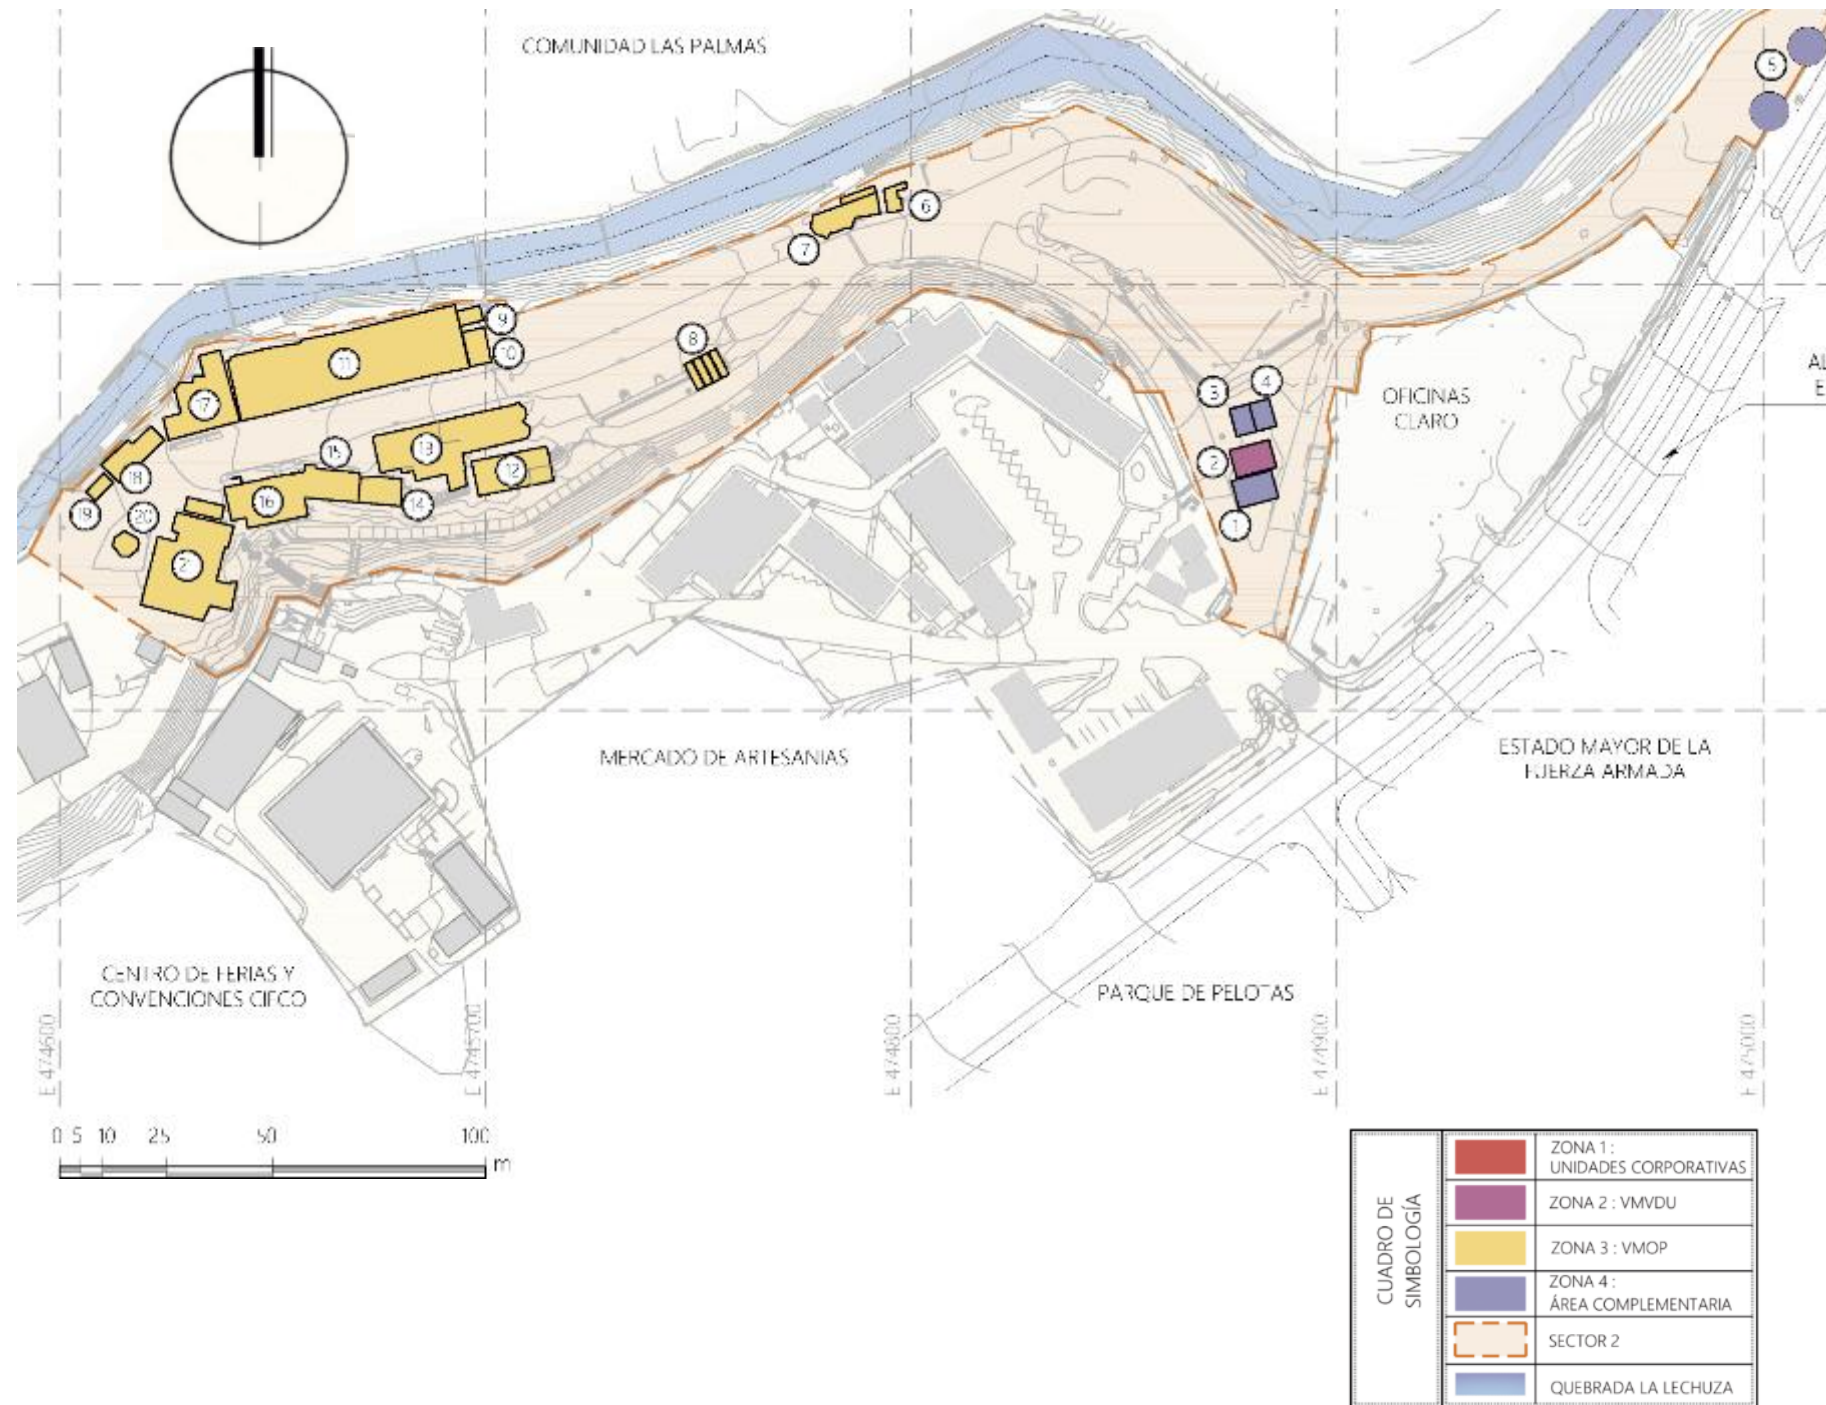 COMUNIDAD LAS PALMAS
5
6
7
8
9
10
11
3
4
17
OFICINAS
CLARO
AL
E
15
13
12
2
18
16
14
19
20
1
21
MERCADO DE ARTESANIAS
ESTADO MAYOR DE LA
FUERZA ARMADA
CENTRO DE FERIAS Y
CONVENCIONES CIFCO
PARQUE DE PELOTAS
E 474600
E 4745700
E 474800
E 474900
E 475000
0 5 10 25 50 100
m
CUADRO DE
SIMBOLOGÍA
ZONA 1 :
UNIDADES CORPORATIVAS
ZONA 2 : VMVDU
ZONA 3 : VMOP
ZONA 4 :
ÁREA COMPLEMENTARIA
SECTOR 2
QUEBRADA LA LECHUZA